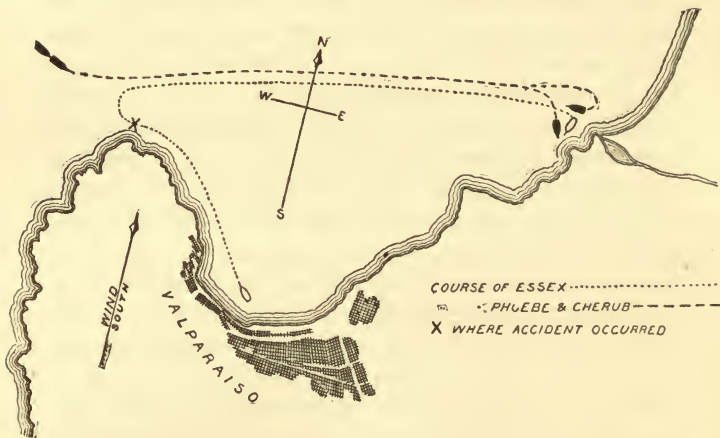 N
W
E
S
WIND
SOUTH
VALPARAISO
COURSE OF ESSEX
" " PHOEBE & CHERUB
X WHERE ACCIDENT OCCURRED
X